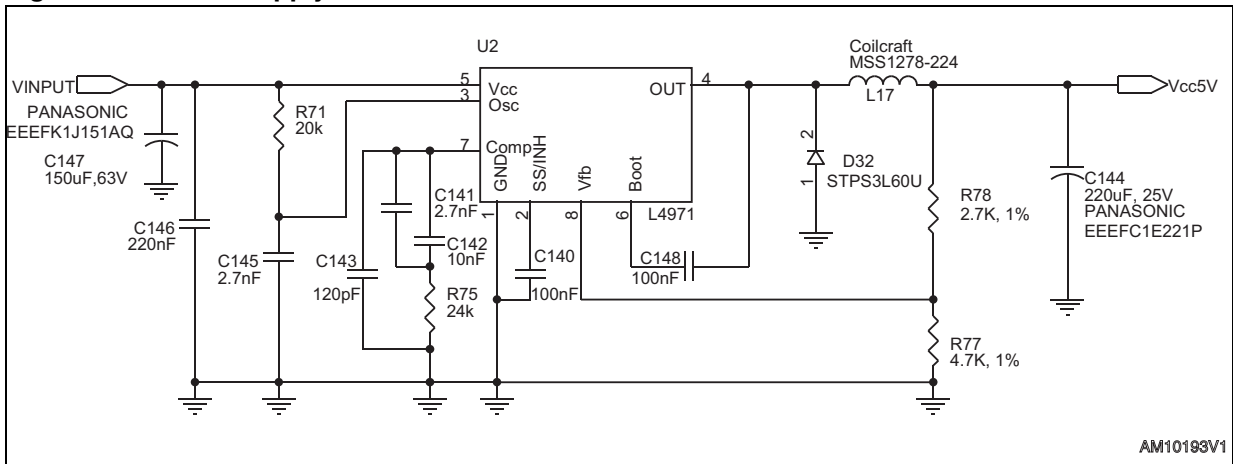 U2
Coilcraft
MSS1278-224
L17
VINPUT
5
Vcc
3
Osc
OUT
4
Vcc5V
PANASONIC
EEEFK1J151AQ
C147
150uF,63V
R71
20k
7
Comp
GND
SS/INH
Vfb
Boot
1
2
8
6
L4971
2
1
D32
STPS3L60U
C141
2.7nF
C142
10nF
R78
2.7K, 1%
C144
220uF, 25V
PANASONIC
EEEFC1E221P
C146
220nF
C145
2.7nF
C143
120pF
R75
24k
C140
100nF
C148
100nF
R77
4.7K, 1%
AM10193V1